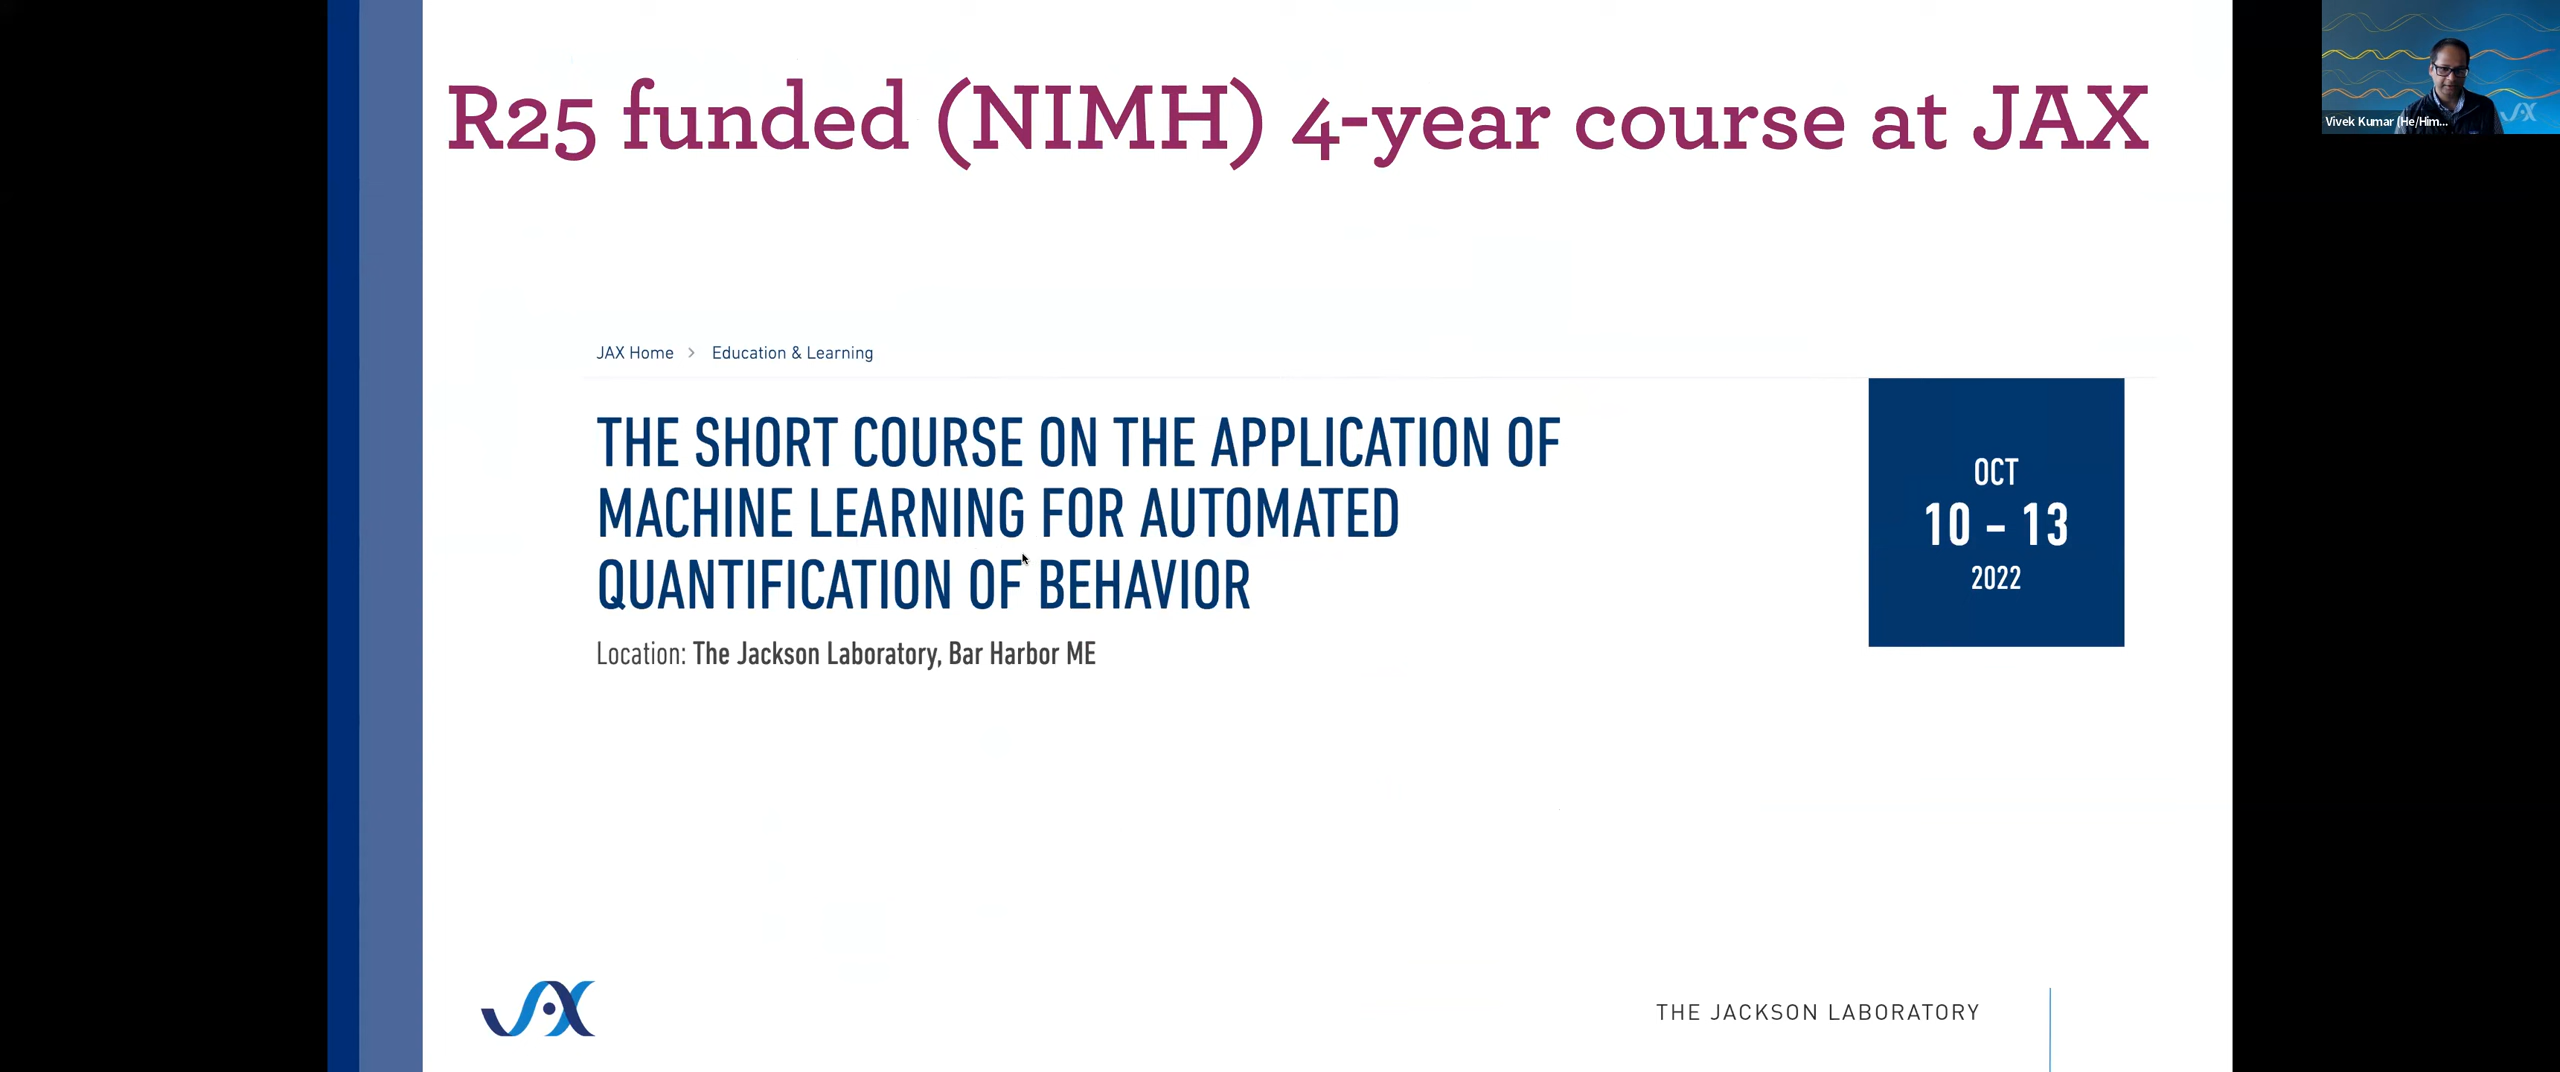 R25 funded (NIMH) 4-year course at JAX
Vivek Kumar (He/Him...
JAX
JAX Home > Education & Learning
THE SHORT COURSE ON THE APPLICATION OF
MACHINE LEARNING FOR AUTOMATED
QUANTIFICATION OF BEHAVIOR
Location: The Jackson Laboratory, Bar Harbor ME
OCT
10 – 13
2022
JAX
THE JACKSON LABORATORY